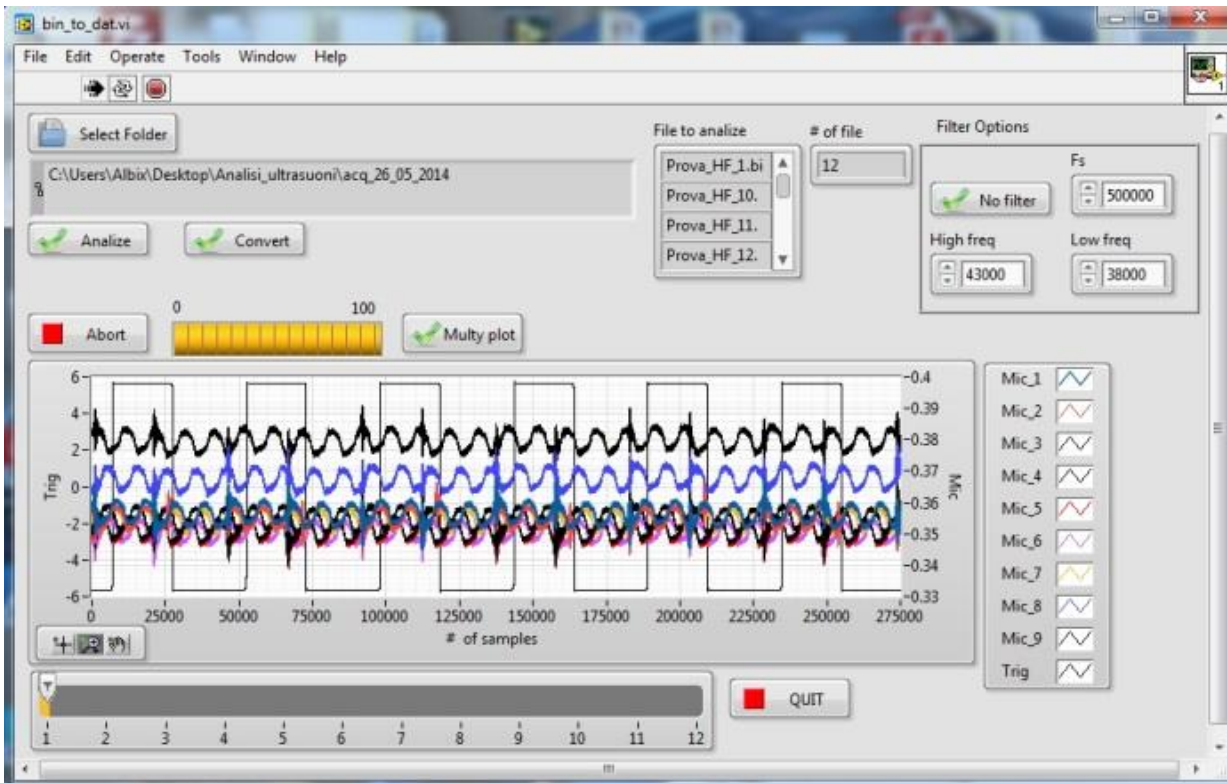 bin_to_dat.vi
File Edit Operate Tools Window Help
Select Folder
C:\Users\Albix\Desktop\Analisi_ultrasuoni\acq_26_05_2014
Analize
Convert
File to analize
Prova_HF_1.bi
Prova_HF_10.
Prova_HF_11.
Prova_HF_12.
# of file
12
Filter Options
No filter
Fs
500000
High freq
43000
Low freq
38000
Abort
0 100
Multy plot
6
4
2
0
-2
-4
-6
Trig
-0.4
-0.39
-0.38
-0.37
-0.36
-0.35
-0.34
-0.33
Mic
0 25000 50000 75000 100000 125000 150000 175000 200000 225000 250000 275000
# of samples
Mic_1
Mic_2
Mic_3
Mic_4
Mic_5
Mic_6
Mic_7
Mic_8
Mic_9
Trig
1 2 3 4 5 6 7 8 9 10 11 12
QUIT